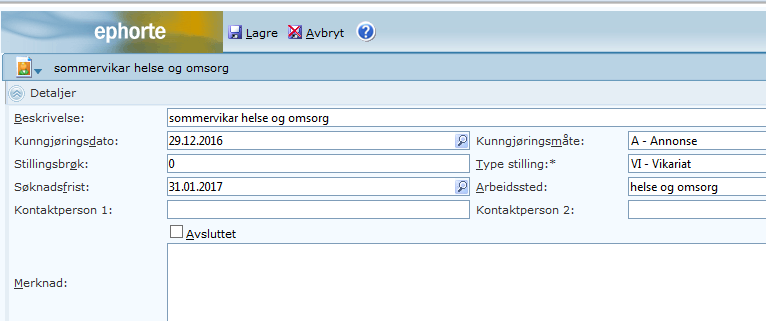 ephorte Lagre Avbryt ?
sommervikar helse og omsorg
Detaljer
Beskrivelse: sommervikar helse og omsorg
Kunngjøringsdato: 29.12.2016 Kunngjøringsmåte: A - Annonse
Stillingsbrøk: 0 Type stilling:* VI - Vikariat
Søknadsfrist: 31.01.2017 Arbeidssted: helse og omsorg
Kontaktperson 1: Kontaktperson 2:
Avsluttet
Merknad: